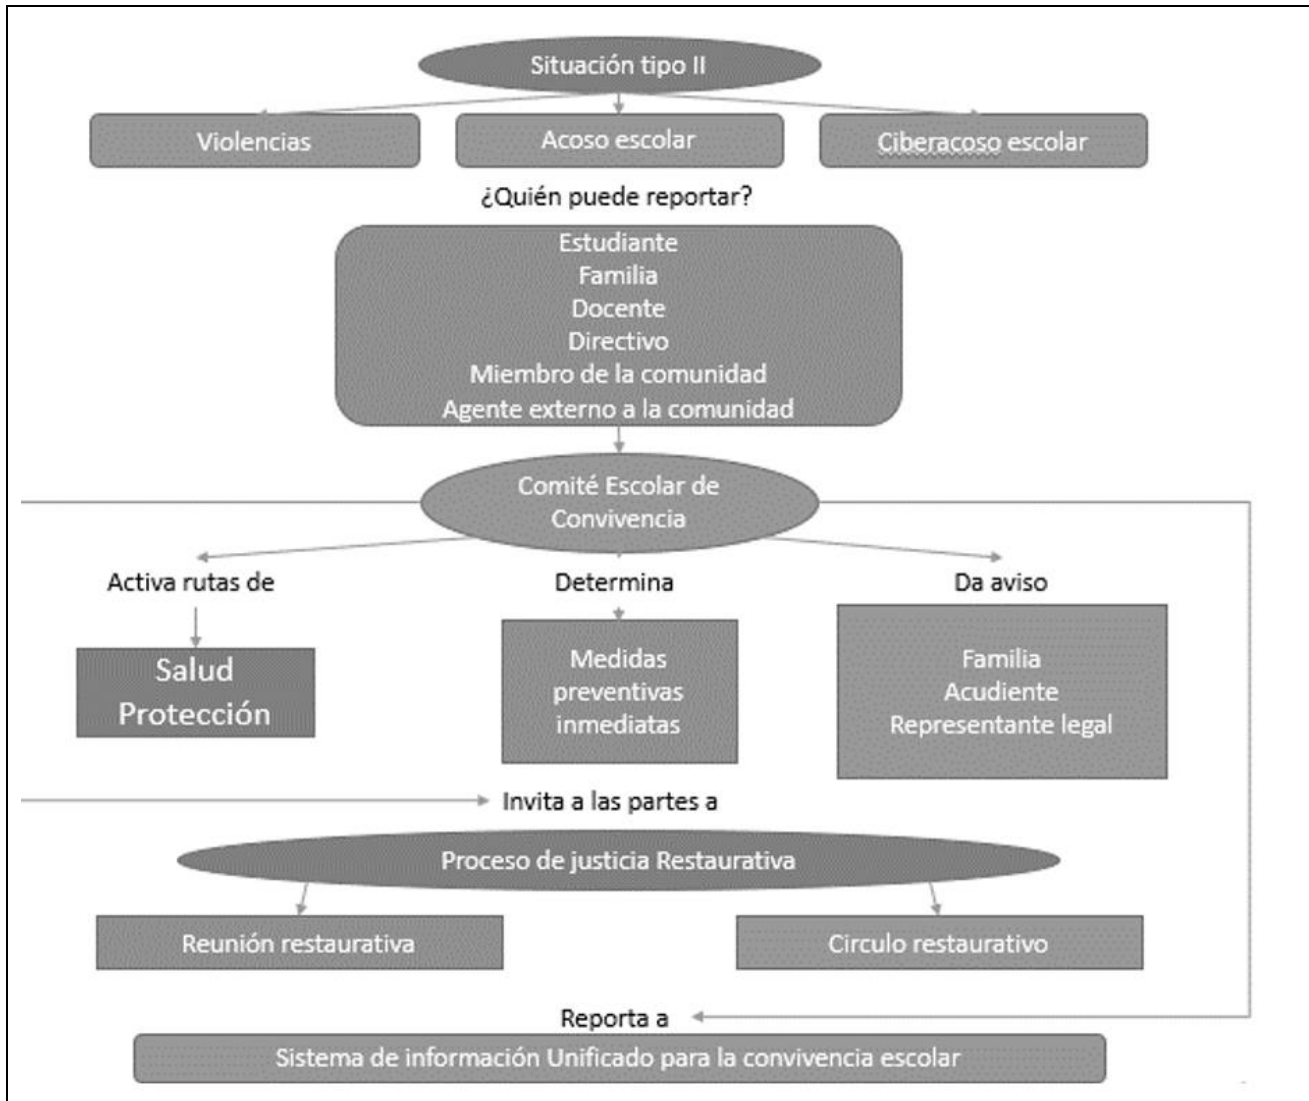 Situación tipo II
Violencias
Acoso escolar
Ciberacoso escolar
¿Quién puede reportar?
Estudiante
Familia
Docente
Directivo
Miembro de la comunidad
Agente externo a la comunidad
Comité Escolar de
Convivencia
Activa rutas de
Determina
Da aviso
Salud
Protección
Medidas
preventivas
inmediatas
Familia
Acudiente
Representante legal
Invita a las partes a
Proceso de justicia Restaurativa
Reunión restaurativa
Circulo restaurativo
Reporta a
Sistema de información Unificado para la convivencia escolar